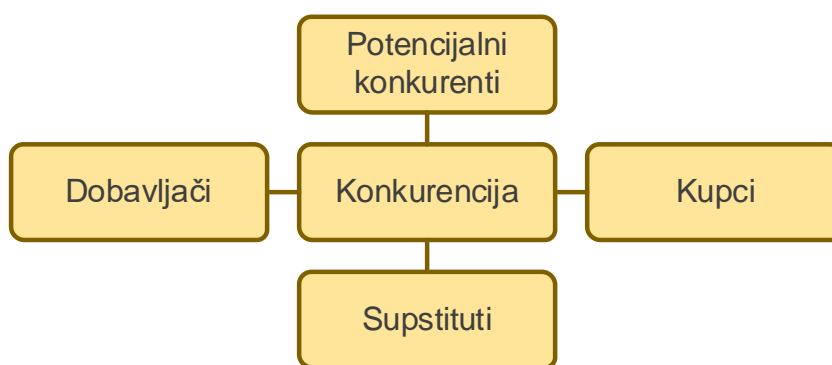 Potencijalni
konkurenti
Dobavljači
Konkurencija
Kupci
Supstituti